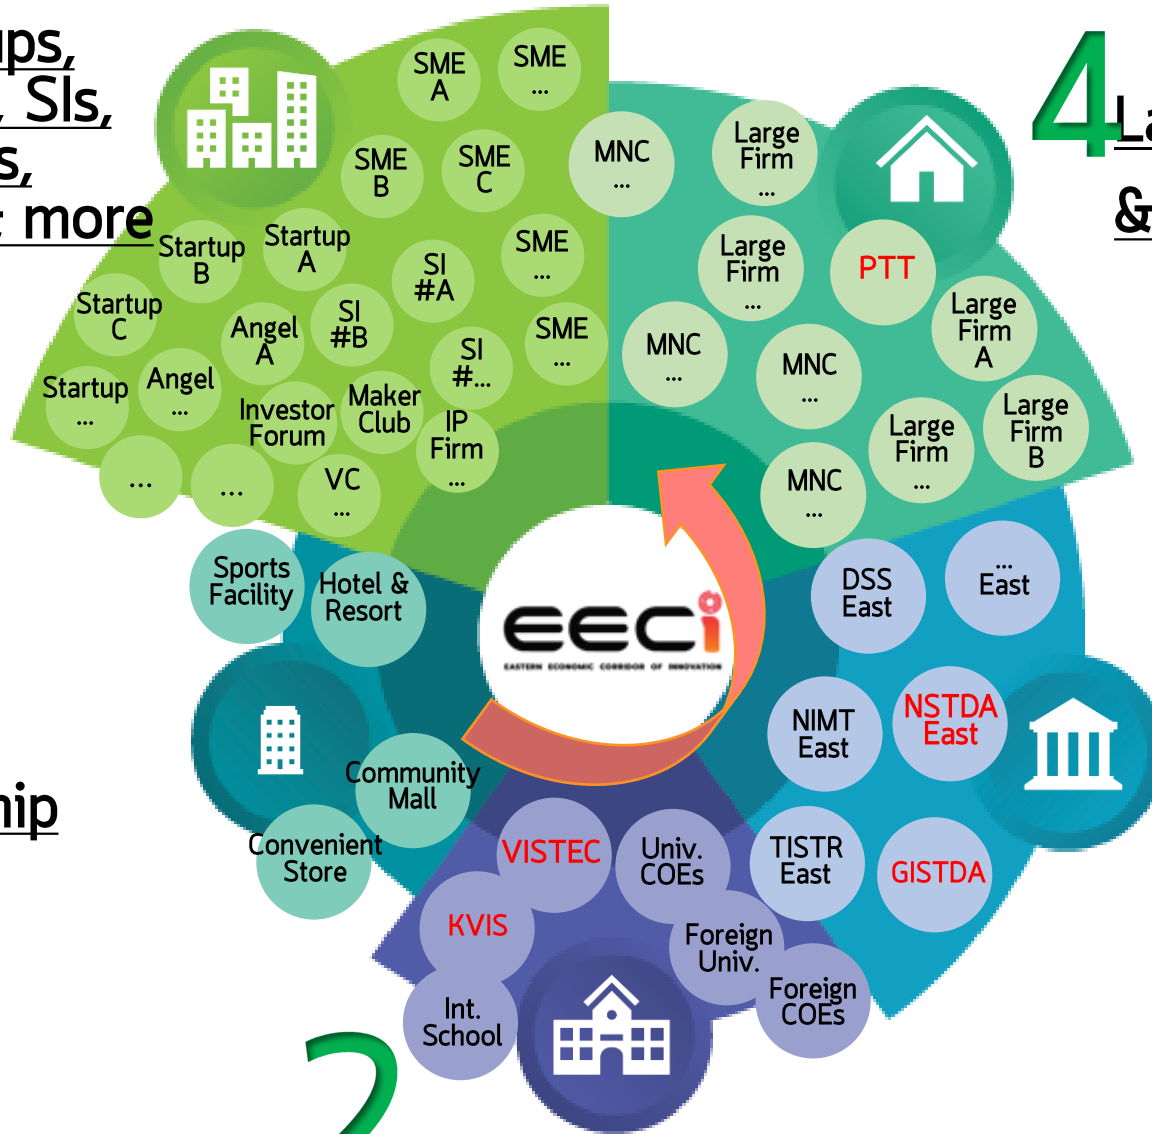 ups,
, SIs,
s,
more
4
&
SME
A
SME
...
SME
B
SME
C
MNC
...
Large
Firm
...
Startup
B
Startup
A
SI
#A
SME
...
Large
Firm
...
PTT
Startup
C
Angel
A
SI
#B
SI
#...
SME
...
MNC
...
MNC
...
Large
Firm
A
Startup
...
Angel
...
Investor
Forum
Maker
Club
IP
Firm
...
Large
Firm
...
Large
Firm
B
...
...
VC
...
MNC
...
Sports
Facility
Hotel &
Resort
DSS
East
...
East
EECi
EASTERN ECONOMIC CORRIDOR OF INNOVATION
NIMT
East
NSTDA
East
Community
Mall
Convenient
Store
hip
VISTEC
Univ.
COEs
TISTR
East
GISTDA
KVIS
Foreign
Univ.
Int.
School
Foreign
COEs
2